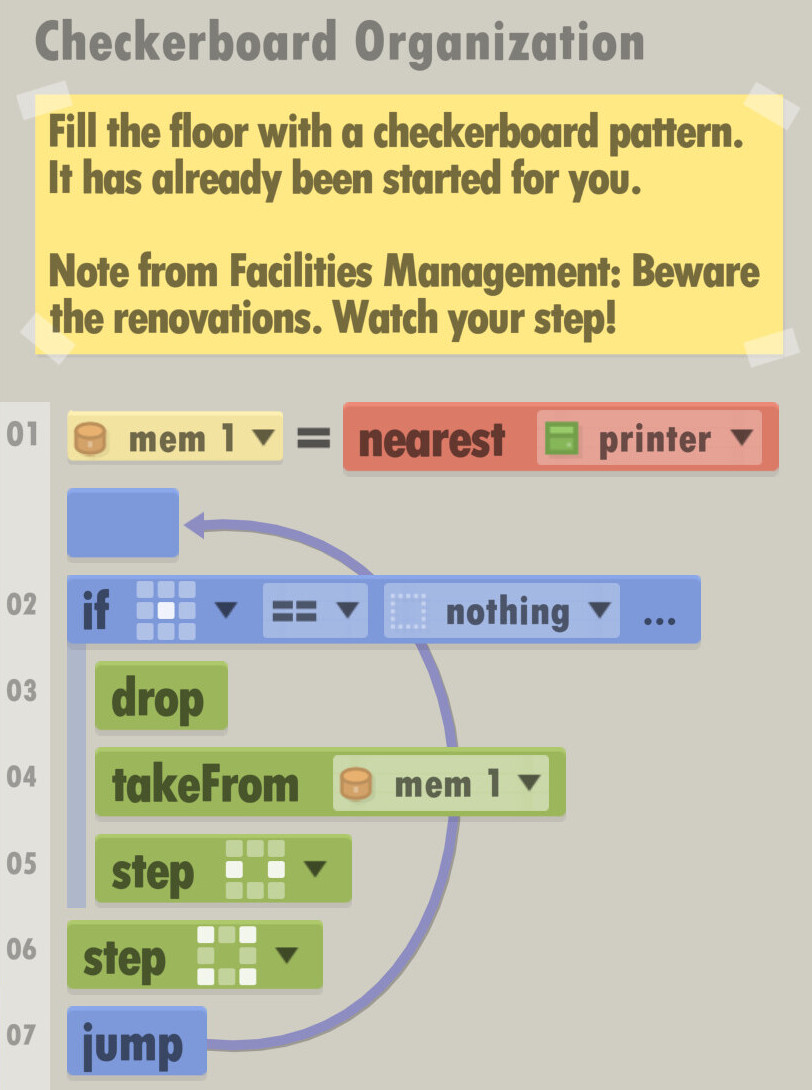 Checkerboard Organization
Fill the floor with a checkerboard pattern.
It has already been started for you.
Note from Facilities Management: Beware
the renovations. Watch your step!
01 mem 1 = nearest printer
02 if == nothing ...
03 drop
04 takeFrom mem 1
05 step
06 step
07 jump